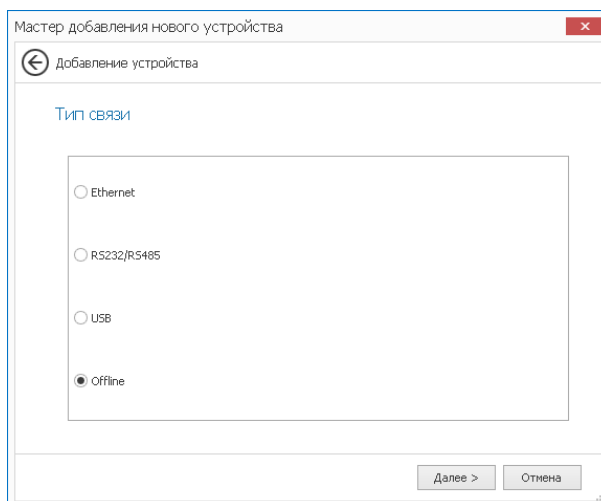 Мастер добавления нового устройства
Добавление устройства
Тип связи
Ethernet
RS232/RS485
USB
Offline
Далее > Отмена